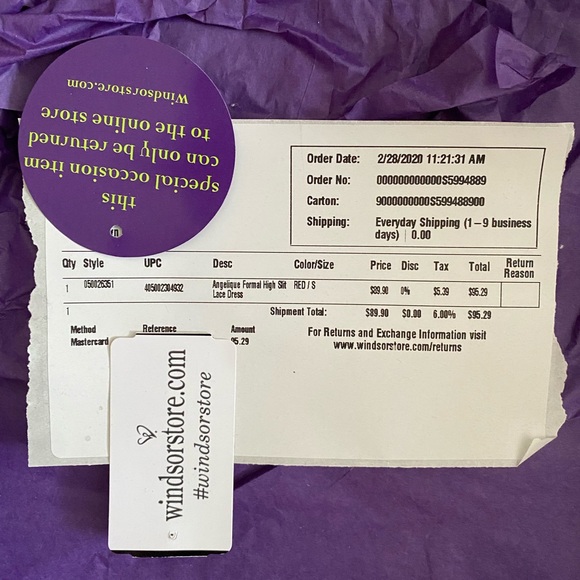 this
special occasion item
can only be returned
to the online store
Windsorstore.com
Order Date: 2/28/2020 11:21:31 AM
Order No: 000000000000S5994889
Carton: 9000000000S599488900
Shipping: Everyday Shipping (1-9 business
days) | 0.00
Qty Style UPC Desc Color/Size Price Disc Tax Total Return
Reason
1 050026351 405002304932 Angelique Formal High Slit RED / S $89.90 0% $5.39 $95.29
Lace Dress
1 Shipment Total: $89.90 $0.00 6.00% $95.29
Method Reference Amount
Mastercard 95.29
For Returns and Exchange Information visit
www.windsorstore.com/returns
windsorstore.com
#windsorstore